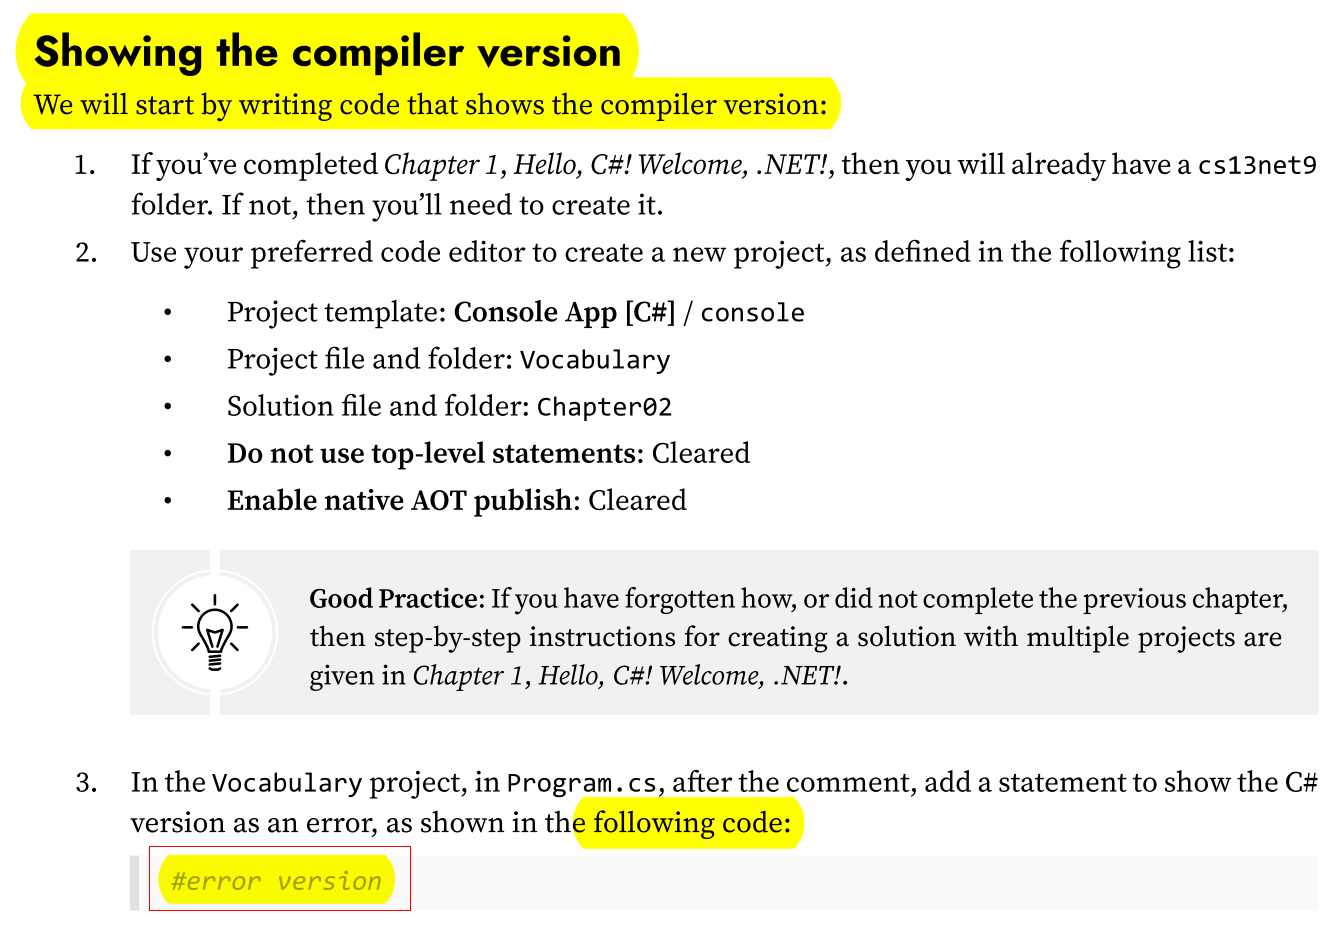 Showing the compiler version
We will start by writing code that shows the compiler version:
1. If you’ve completed Chapter 1, Hello, C#! Welcome, .NET!, then you will already have a cs13net9
folder. If not, then you’ll need to create it.
2. Use your preferred code editor to create a new project, as defined in the following list:
• Project template: Console App [C#] / console
• Project file and folder: Vocabulary
• Solution file and folder: Chapter02
• Do not use top-level statements: Cleared
• Enable native AOT publish: Cleared
Good Practice: If you have forgotten how, or did not complete the previous chapter,
then step-by-step instructions for creating a solution with multiple projects are
given in Chapter 1, Hello, C#! Welcome, .NET!.
3. In the Vocabulary project, in Program.cs, after the comment, add a statement to show the C#
version as an error, as shown in the following code:
#error version